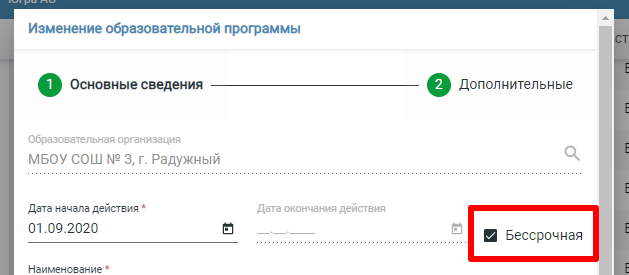 Югра АО
Изменение образовательной программы
1 Основные сведения 2 Дополнительные
Образовательная организация
МБОУ СОШ № 3, г. Радужный
Дата начала действия * Дата окончания действия
01.09.2020 __.__.____ Бессрочная
Наименование *